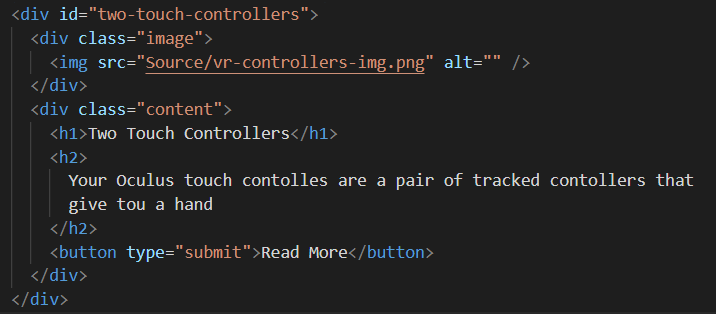 <div id="two-touch-controllers">
<div class="image">
<img src="Source/vr-controllers-img.png" alt="" />
</div>
<div class="content">
<h1>Two Touch Controllers</h1>
<h2>
Your Oculus touch contolles are a pair of tracked contollers that
give tou a hand
</h2>
<button type="submit">Read More</button>
</div>
</div>